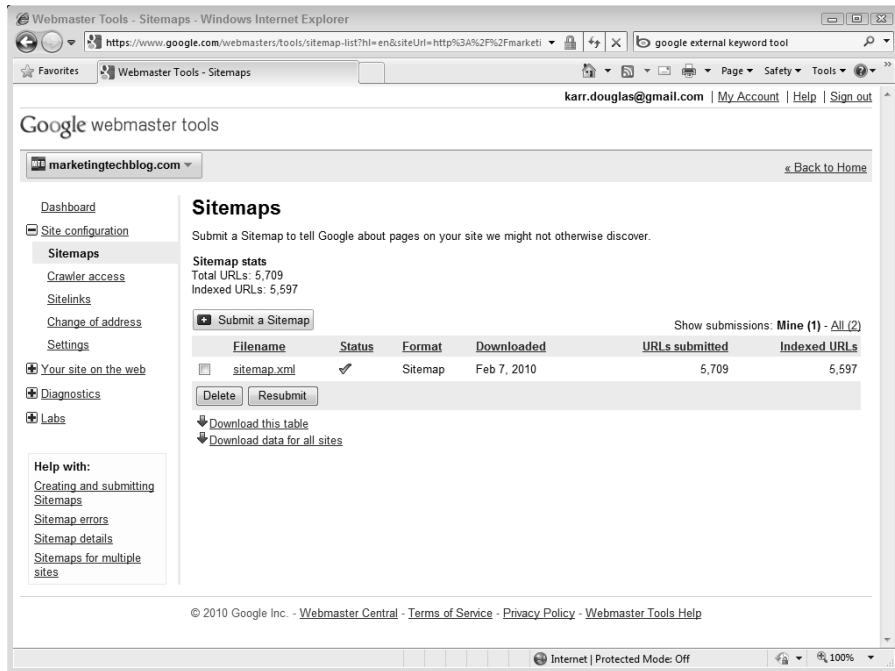 Webmaster Tools - Sitemaps - Windows Internet Explorer
https://www.google.com/webmasters/tools/sitemap-list?hl=en&siteUrl=http%3A%2F%2Fmarketi
google external keyword tool
Favorites
Webmaster Tools - Sitemaps
Page
Safety
Tools
karr.douglas@gmail.com | My Account | Help | Sign out
Google webmaster tools
marketingtechblog.com
« Back to Home
Dashboard
Site configuration
Sitemaps
Crawler access
Sitelinks
Change of address
Settings
Your site on the web
Diagnostics
Labs
Help with:
Creating and submitting
Sitemaps
Sitemap errors
Sitemap details
Sitemaps for multiple
sites
Sitemaps
Submit a Sitemap to tell Google about pages on your site we might not otherwise discover.
Sitemap stats
Total URLs: 5,709
Indexed URLs: 5,597
Submit a Sitemap
Show submissions: Mine (1) - All (2)
Filename Status Format Downloaded URLs submitted Indexed URLs
sitemap.xml Sitemap Feb 7, 2010 5,709 5,597
Delete Resubmit
Download this table
Download data for all sites
© 2010 Google Inc. - Webmaster Central - Terms of Service - Privacy Policy - Webmaster Tools Help
Internet | Protected Mode: Off
100%